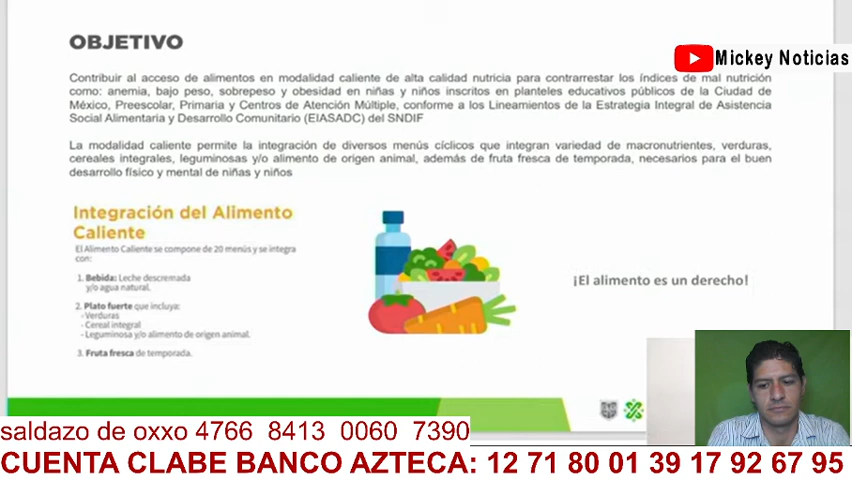 OBJETIVO
Mickey Noticias
Contribuir al acceso de alimentos en modalidad caliente de alta calidad nutricia para contrarrestar los índices de mal nutrición
como: anemia, bajo peso, sobrepeso y obesidad en niñas y niños inscritos en planteles educativos públicos de la Ciudad de
México, Preescolar, Primaria y Centros de Atención Múltiple, conforme a los Lineamientos de la Estrategia Integral de Asistencia
Social Alimentaria y Desarrollo Comunitario (EIASADC) del SNDIF
La modalidad caliente permite la integración de diversos menús cíclicos que integran variedad de macronutrientes, verduras,
cereales integrales, leguminosas y/o alimento de origen animal, además de fruta fresca de temporada, necesarios para el buen
desarrollo físico y mental de niñas y niños
Integración del Alimento
Caliente
El Alimento Caliente se compone de 20 menús y se integra
con:
1. Bebida: Leche descremada
y/o agua natural.
2. Plato fuerte que incluya:
- Verduras
- Cereal integral
- Leguminosa y/o alimento de origen animal.
3. Fruta fresca de temporada.
¡El alimento es un derecho!
saldazo de oxxo 4766 8413 0060 7390
CUENTA CLABE BANCO AZTECA: 12 71 80 01 39 17 92 67 95